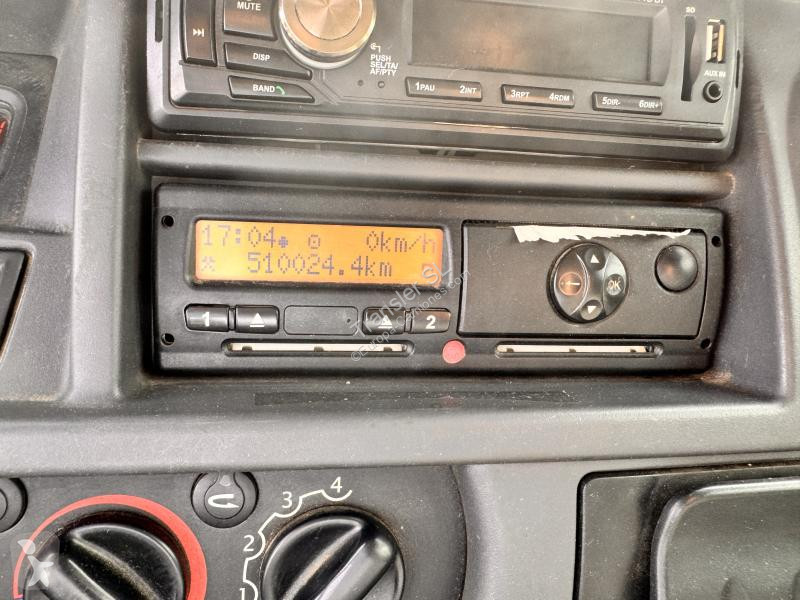 MUTE
SD
DISP
PUSH
SEL/TA/
AF/PTY
AUX IN
BAND
1PAU 2INT
3RPT 4RDM
5DIR- 6DIR+
17:04 0km/h
510024.4km
OK
1 2
Transler S.L
4
3
2
1